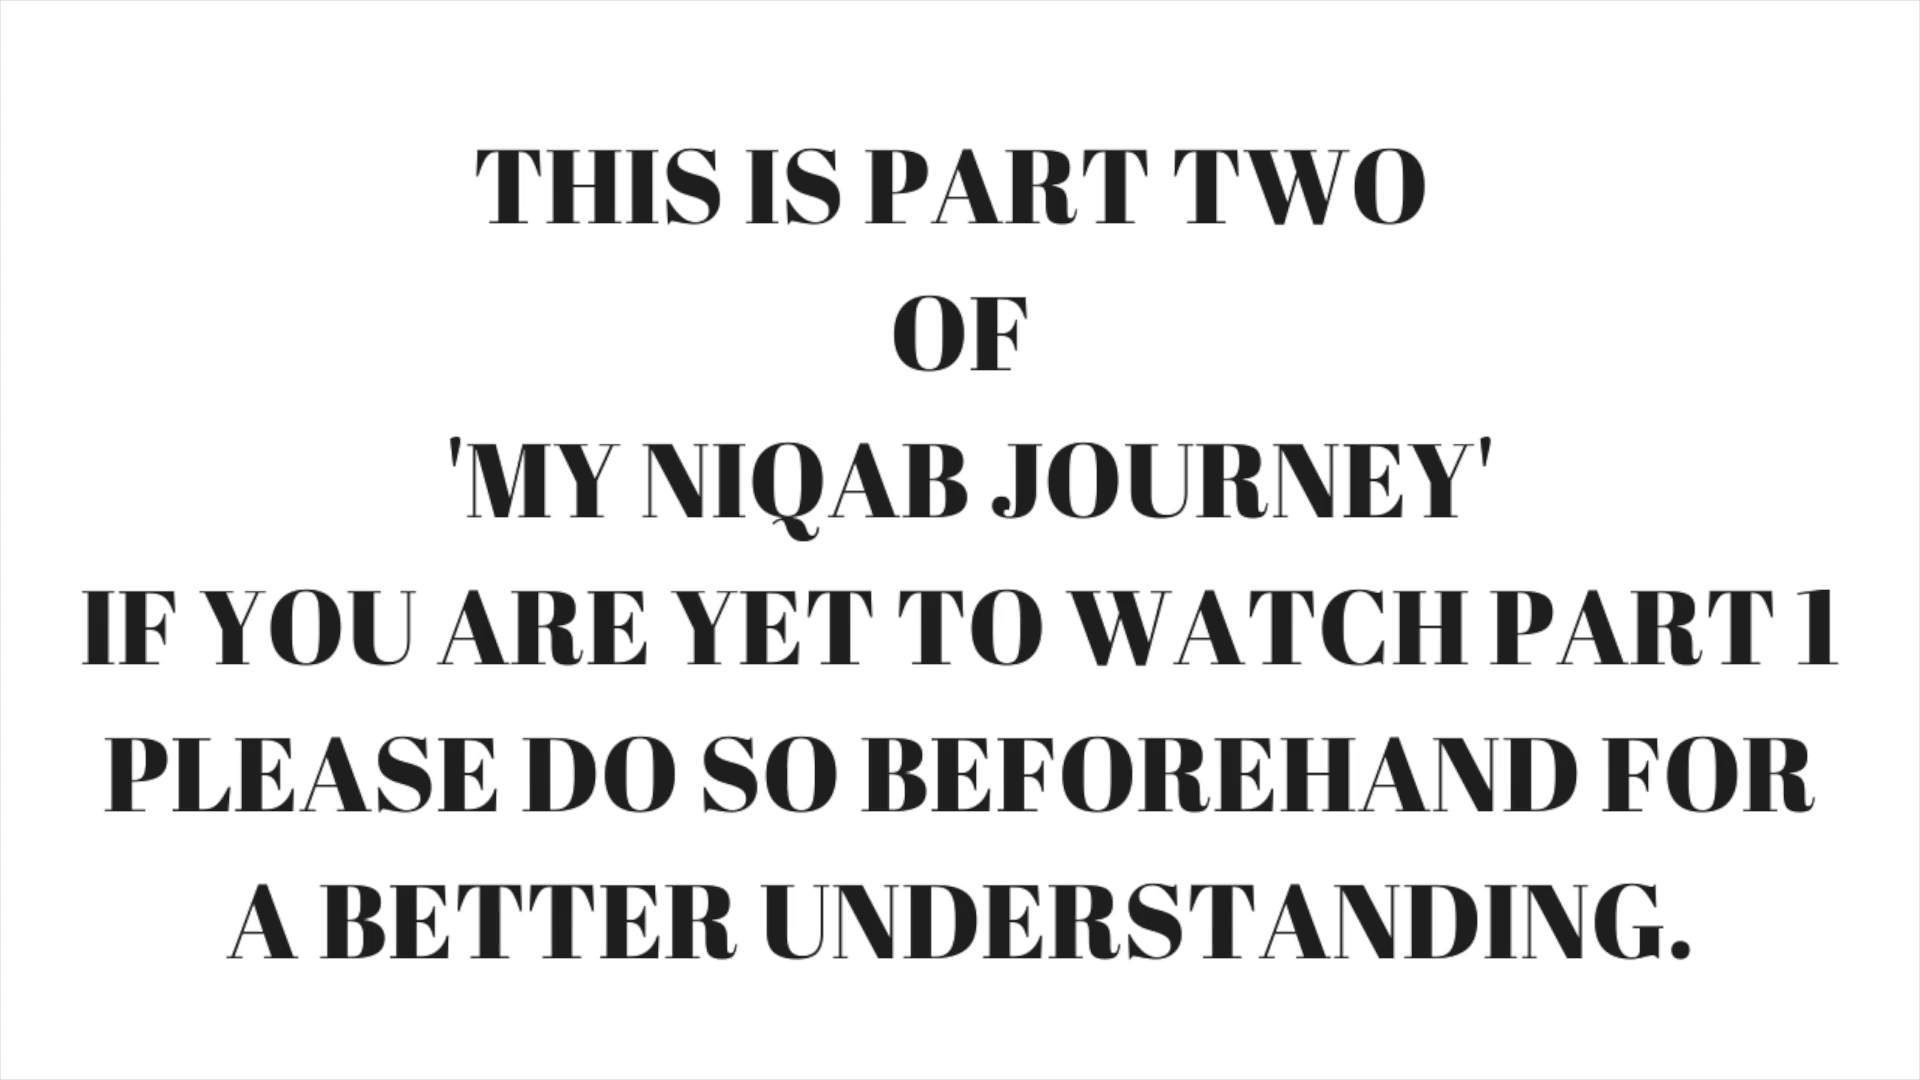 THIS IS PART TWO
OF
'MY NIQAB JOURNEY'
IF YOU ARE YET TO WATCH PART 1
PLEASE DO SO BEFOREHAND FOR
A BETTER UNDERSTANDING.